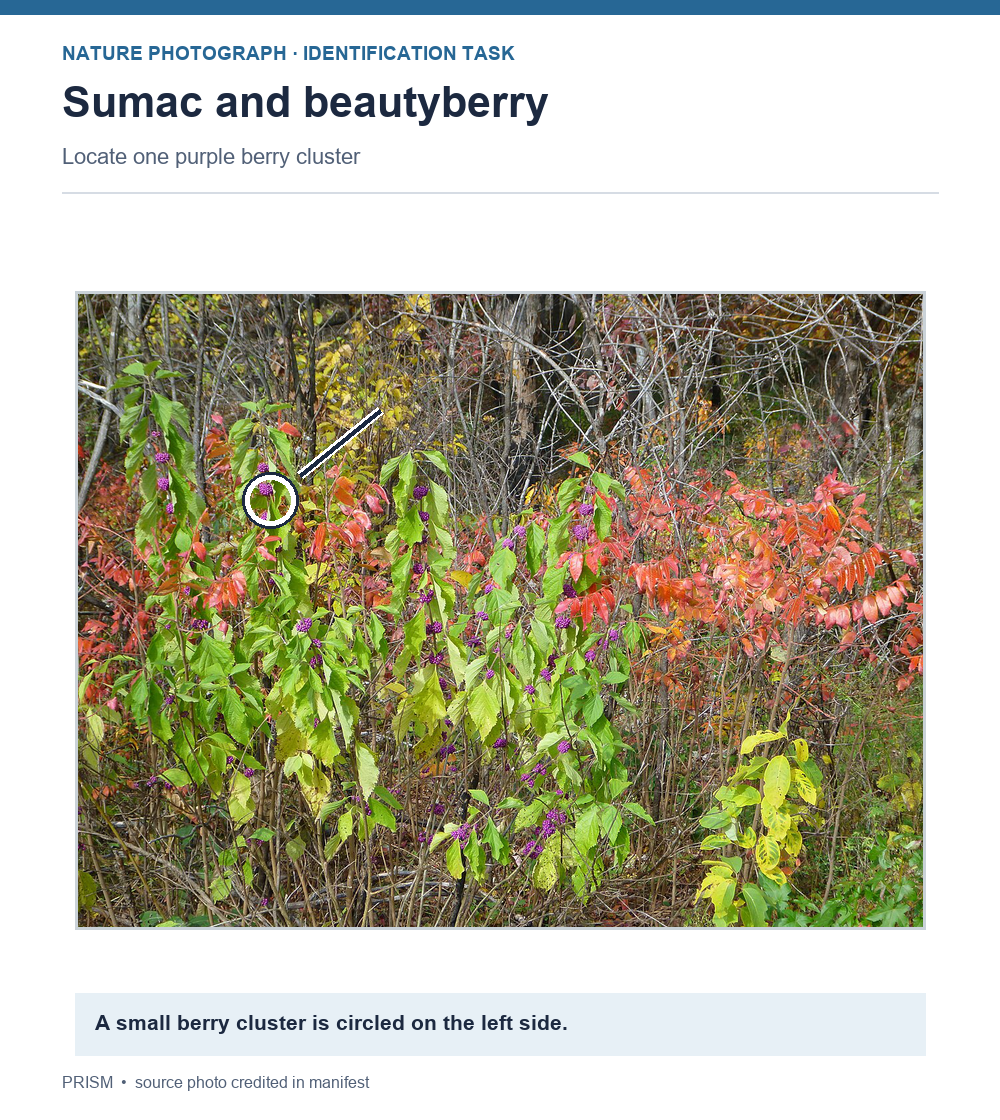 NATURE PHOTOGRAPH · IDENTIFICATION TASK
Sumac and beautyberry
Locate one purple berry cluster
A small berry cluster is circled on the left side.
PRISM • source photo credited in manifest